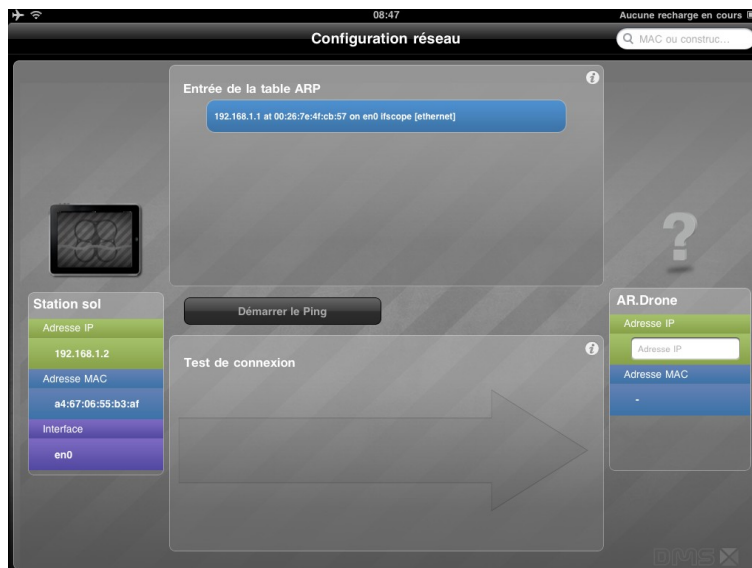 08:47
Aucune recharge en cours
Configuration réseau
MAC ou construc...
Entrée de la table ARP
192.168.1.1 at 00:26:7e:4f:cb:57 on en0 ifscope [ethernet]
Station sol
Adresse IP
192.168.1.2
Adresse MAC
a4:67:06:55:b3:af
Interface
en0
Démarrer le Ping
Test de connexion
AR.Drone
Adresse IP
Adresse IP
Adresse MAC
-
DMS